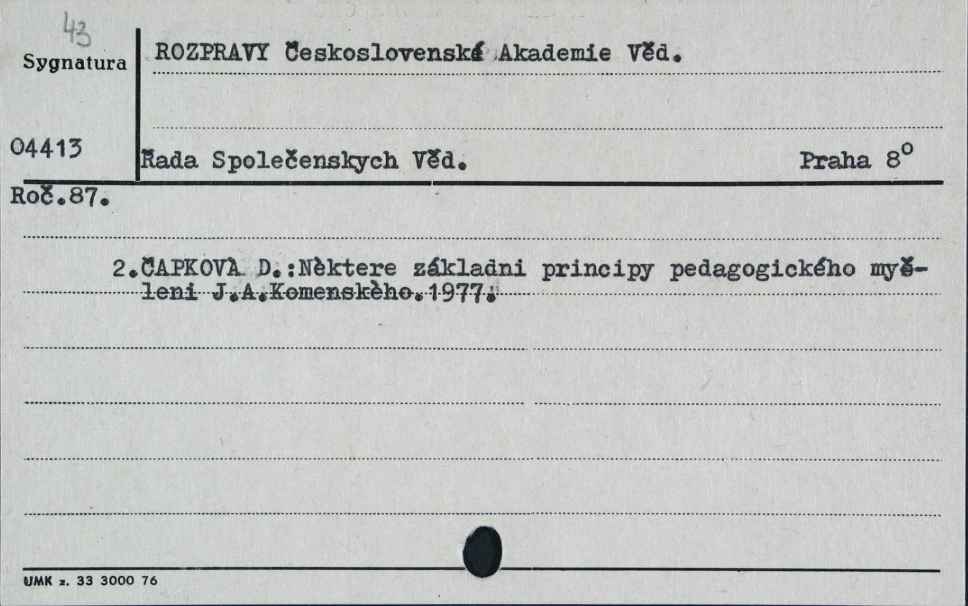 43
Sygnatura
ROZPRAVY Československé Akademie Věd.
04413
Řada Společenskych Věd. Praha 8°
Roč.87.
2.ČAPKOVÀ D.:Nèktere základni principy pedagogického myš-
leni J.A.Komenskèho.1977.
UMK z. 33 3000 76